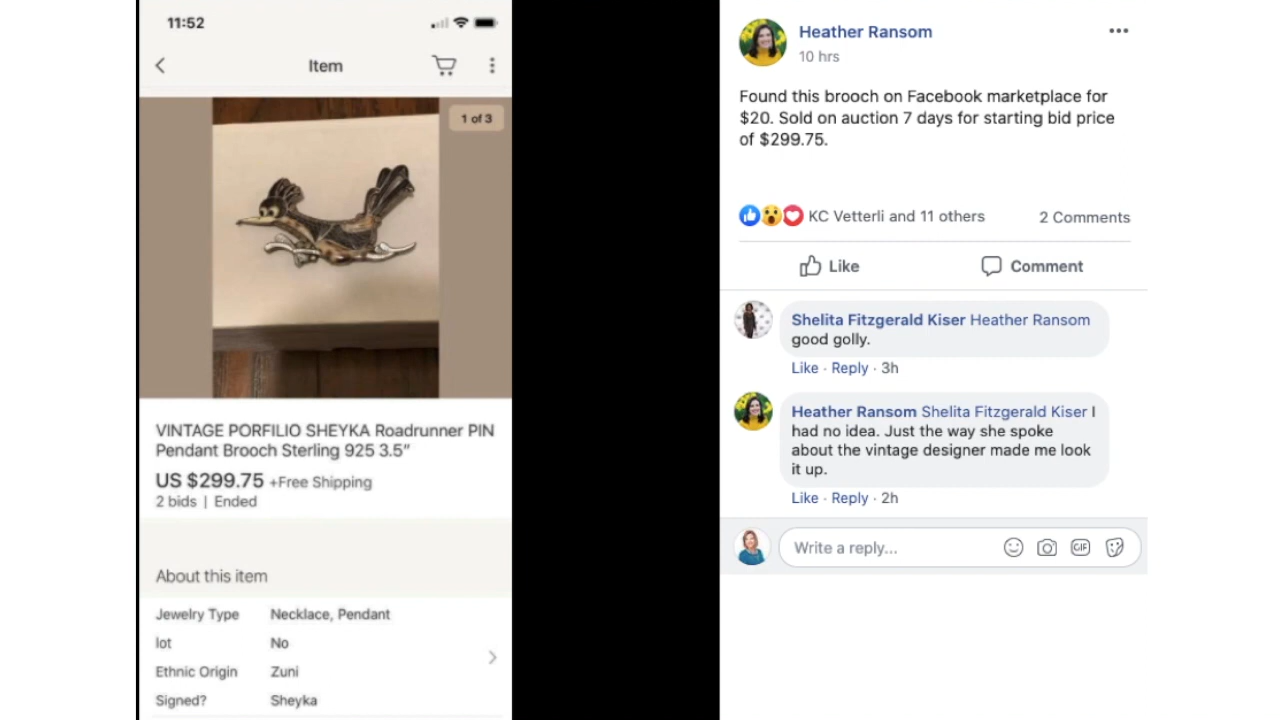 11:52
Item
1 of 3
VINTAGE PORFILIO SHEYKA Roadrunner PIN
Pendant Brooch Sterling 925 3.5"
US $299.75 +Free Shipping
2 bids | Ended
About this item
Jewelry Type Necklace, Pendant
lot No
Ethnic Origin Zuni
Signed? Sheyka
Heather Ransom
10 hrs
Found this brooch on Facebook marketplace for
$20. Sold on auction 7 days for starting bid price
of $299.75.
KC Vetterli and 11 others 2 Comments
Like Comment
Shelita Fitzgerald Kiser Heather Ransom
good golly.
Like · Reply · 3h
Heather Ransom Shelita Fitzgerald Kiser I
had no idea. Just the way she spoke
about the vintage designer made me look
it up.
Like · Reply · 2h
Write a reply...
GIF